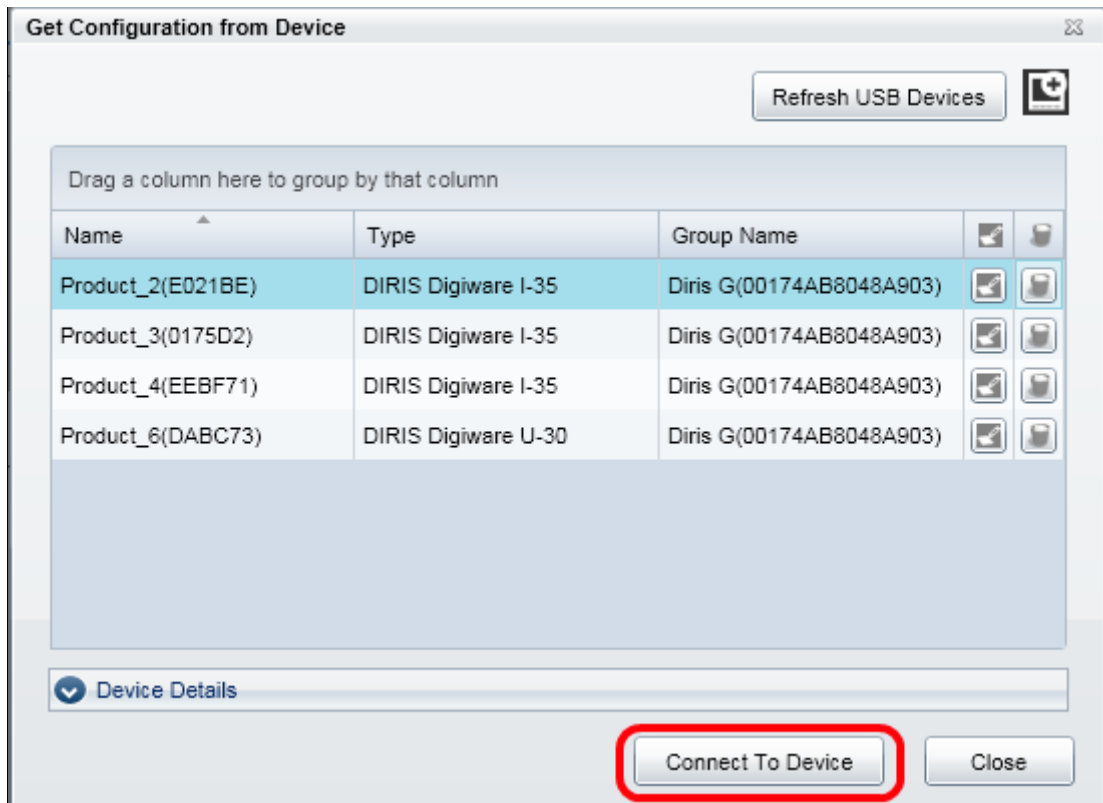 Get Configuration from Device
Refresh USB Devices
Drag a column here to group by that column
Name Type Group Name
Product_2(E021BE) DIRIS Digiware I-35 Diris G(00174AB8048A903)
Product_3(0175D2) DIRIS Digiware I-35 Diris G(00174AB8048A903)
Product_4(EEBF71) DIRIS Digiware I-35 Diris G(00174AB8048A903)
Product_6(DABC73) DIRIS Digiware U-30 Diris G(00174AB8048A903)
Device Details
Connect To Device Close